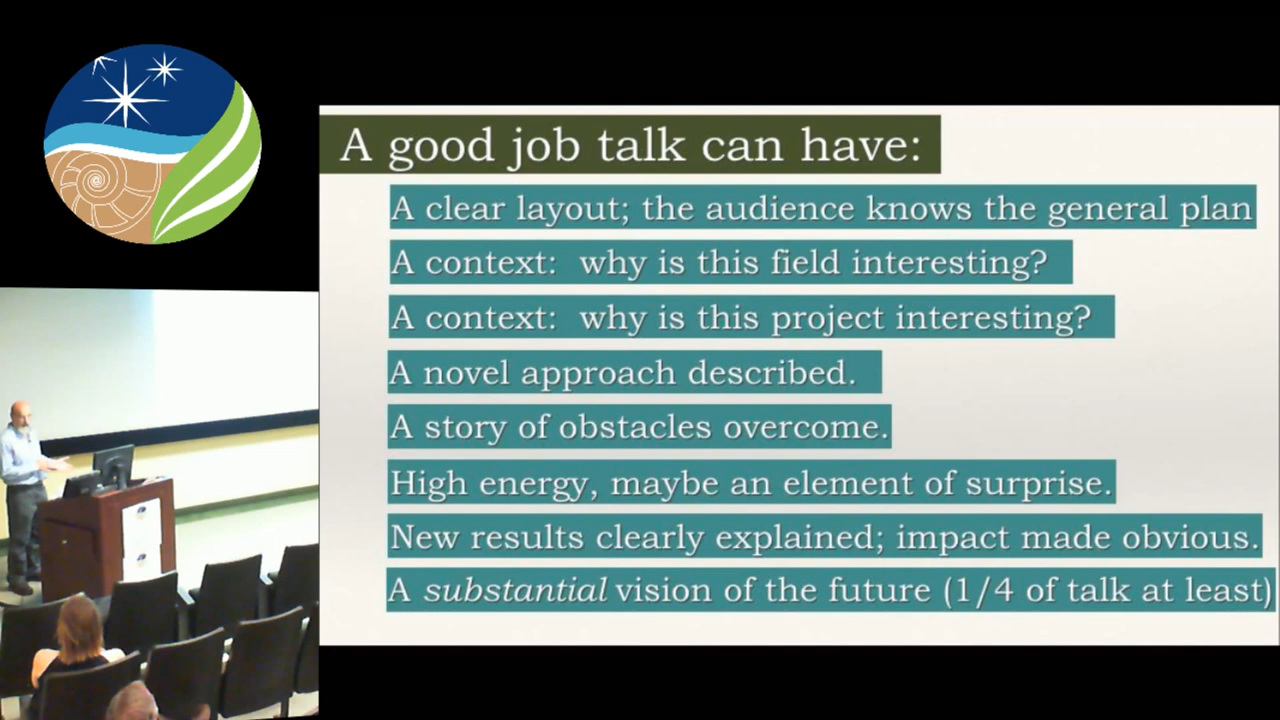 A good job talk can have:
A clear layout; the audience knows the general plan
A context:  why is this field interesting?
A context:  why is this project interesting?
A novel approach described.
A story of obstacles overcome.
High energy, maybe an element of surprise.
New results clearly explained; impact made obvious.
A substantial vision of the future (1/4 of talk at least)